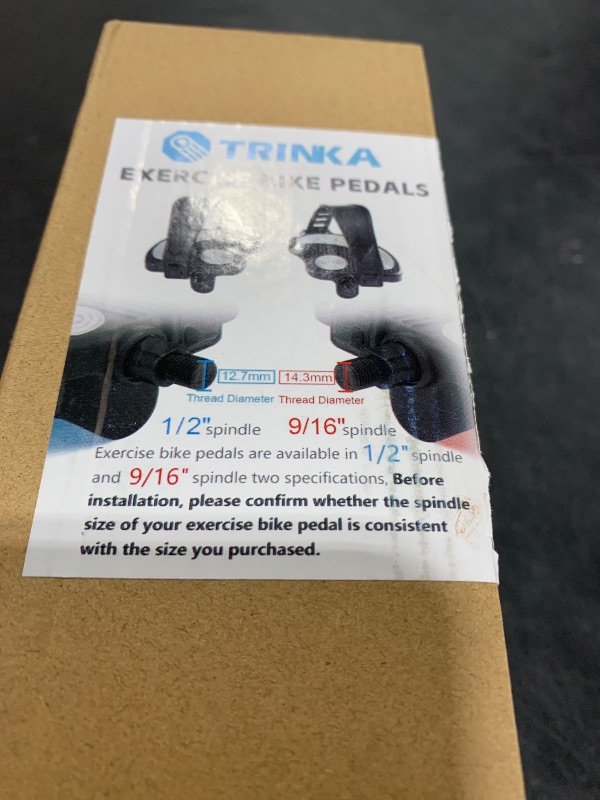 TRINKA
EXERCISE BIKE PEDALS
12.7mm 14.3mm
Thread Diameter Thread Diameter
1/2" spindle 9/16" spindle
Exercise bike pedals are available in 1/2" spindle
and 9/16" spindle two specifications, Before
installation, please confirm whether the spindle
size of your exercise bike pedal is consistent
with the size you purchased.